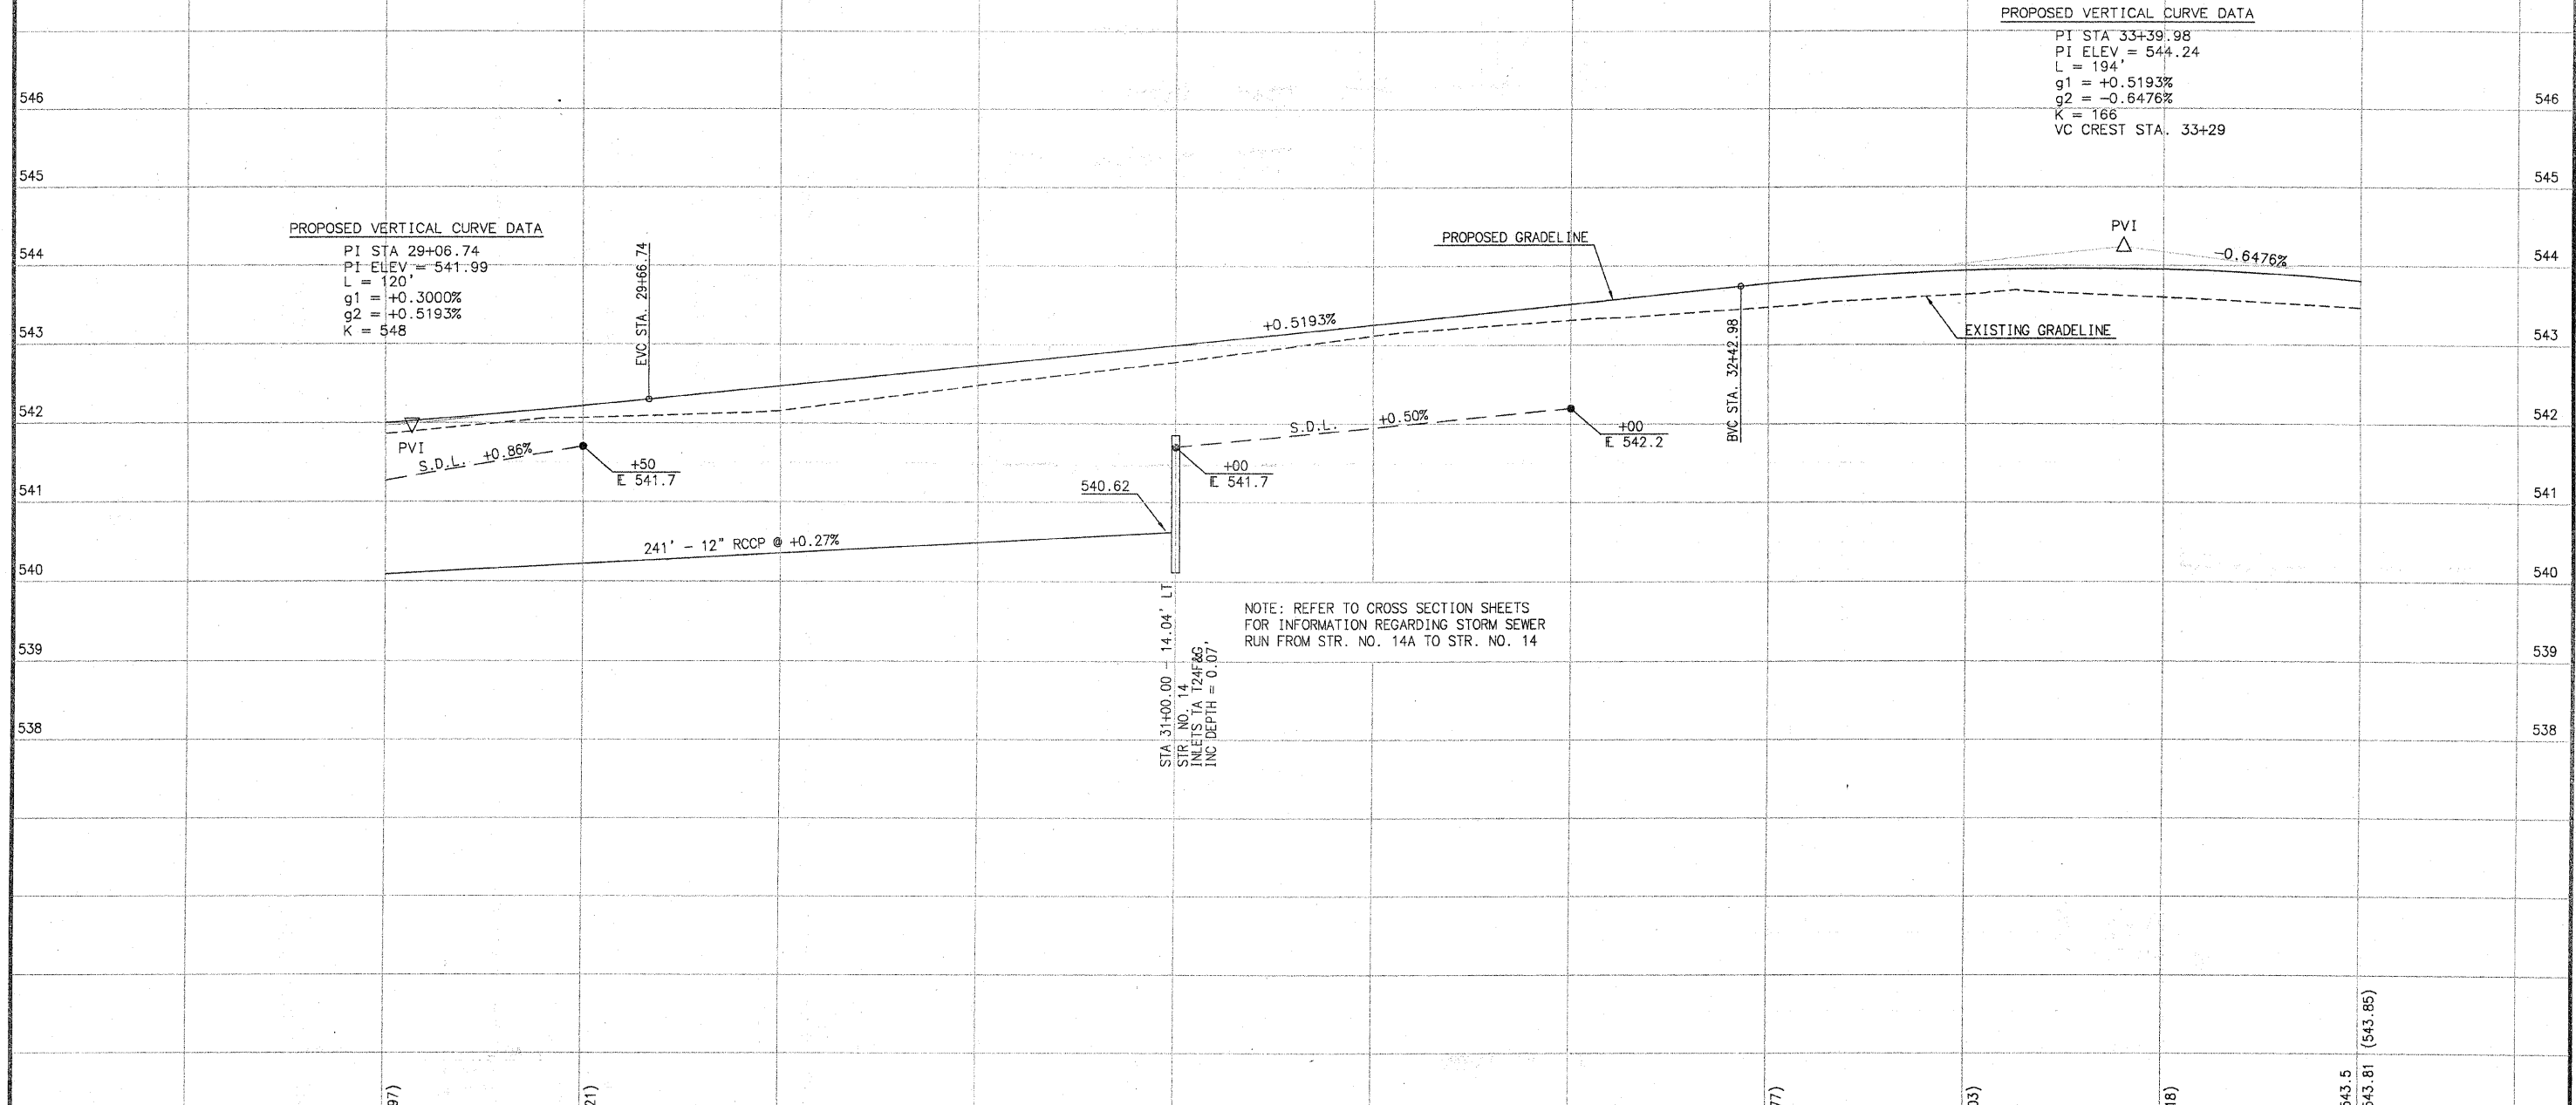 PROPOSED VERTICAL CURVE DATA
PI STA 33+39.98
PI ELEV = 544.24
L = 194'
g1 = +0.5193%
g2 = -0.6476%
K = 166
VC CREST STA. 33+29
546
546
545
545
PROPOSED VERTICAL CURVE DATA
PI STA 29+06.74
PI ELEV = 541.99
L = 120'
g1 = +0.3000%
g2 = +0.5193%
K = 548
EVC STA. 29+66.74
PROPOSED GRADELINE
PVI
544
-0.6476%
544
543
+0.5193%
BVC STA. 32+42.98
EXISTING GRADELINE
543
542
PVI
S.D.L. +0.86%
+50
E 541.7
S.D.L. +0.50%
+00
E 542.2
542
+00
E 541.7
541
540.62
541
241' - 12" RCCP @ +0.27%
540
540
STA 31+00.00 - 14.04' LT
STR. NO. 14
INLETS TA T24F&G
INC DEPTH = 0.07'
NOTE: REFER TO CROSS SECTION SHEETS
FOR INFORMATION REGARDING STORM SEWER
RUN FROM STR. NO. 14A TO STR. NO. 14
539
539
538
538
97)
21)
77)
03)
18)
543.5
543.81 (543.85)